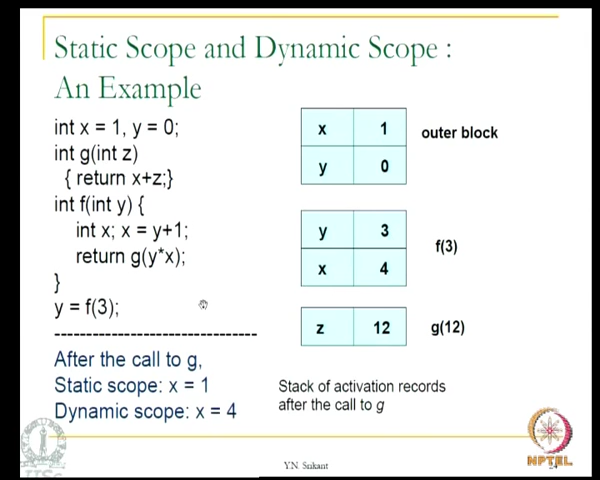 Static Scope and Dynamic Scope :
An Example
int x = 1, y = 0;
int g(int z)
{ return x+z;}
int f(int y) {
int x; x = y+1;
return g(y*x);
}
y = f(3);
--------------------------------
After the call to g,
Static scope: x = 1
Dynamic scope: x = 4
x 1
y 0
outer block
y 3
x 4
f(3)
z 12
g(12)
Stack of activation records
after the call to g
Y.N. Srikant
NPTEL